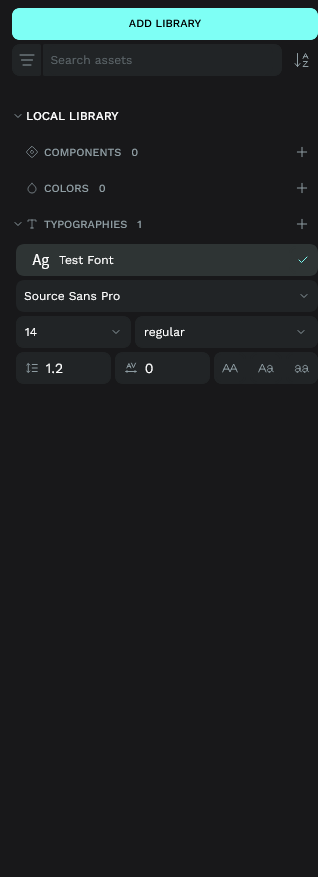 ADD LIBRARY
Search assets
LOCAL LIBRARY
COMPONENTS 0
COLORS 0
TYPOGRAPHIES 1
Ag Test Font
Source Sans Pro
14 regular
1.2 AV 0 AA Aa aa